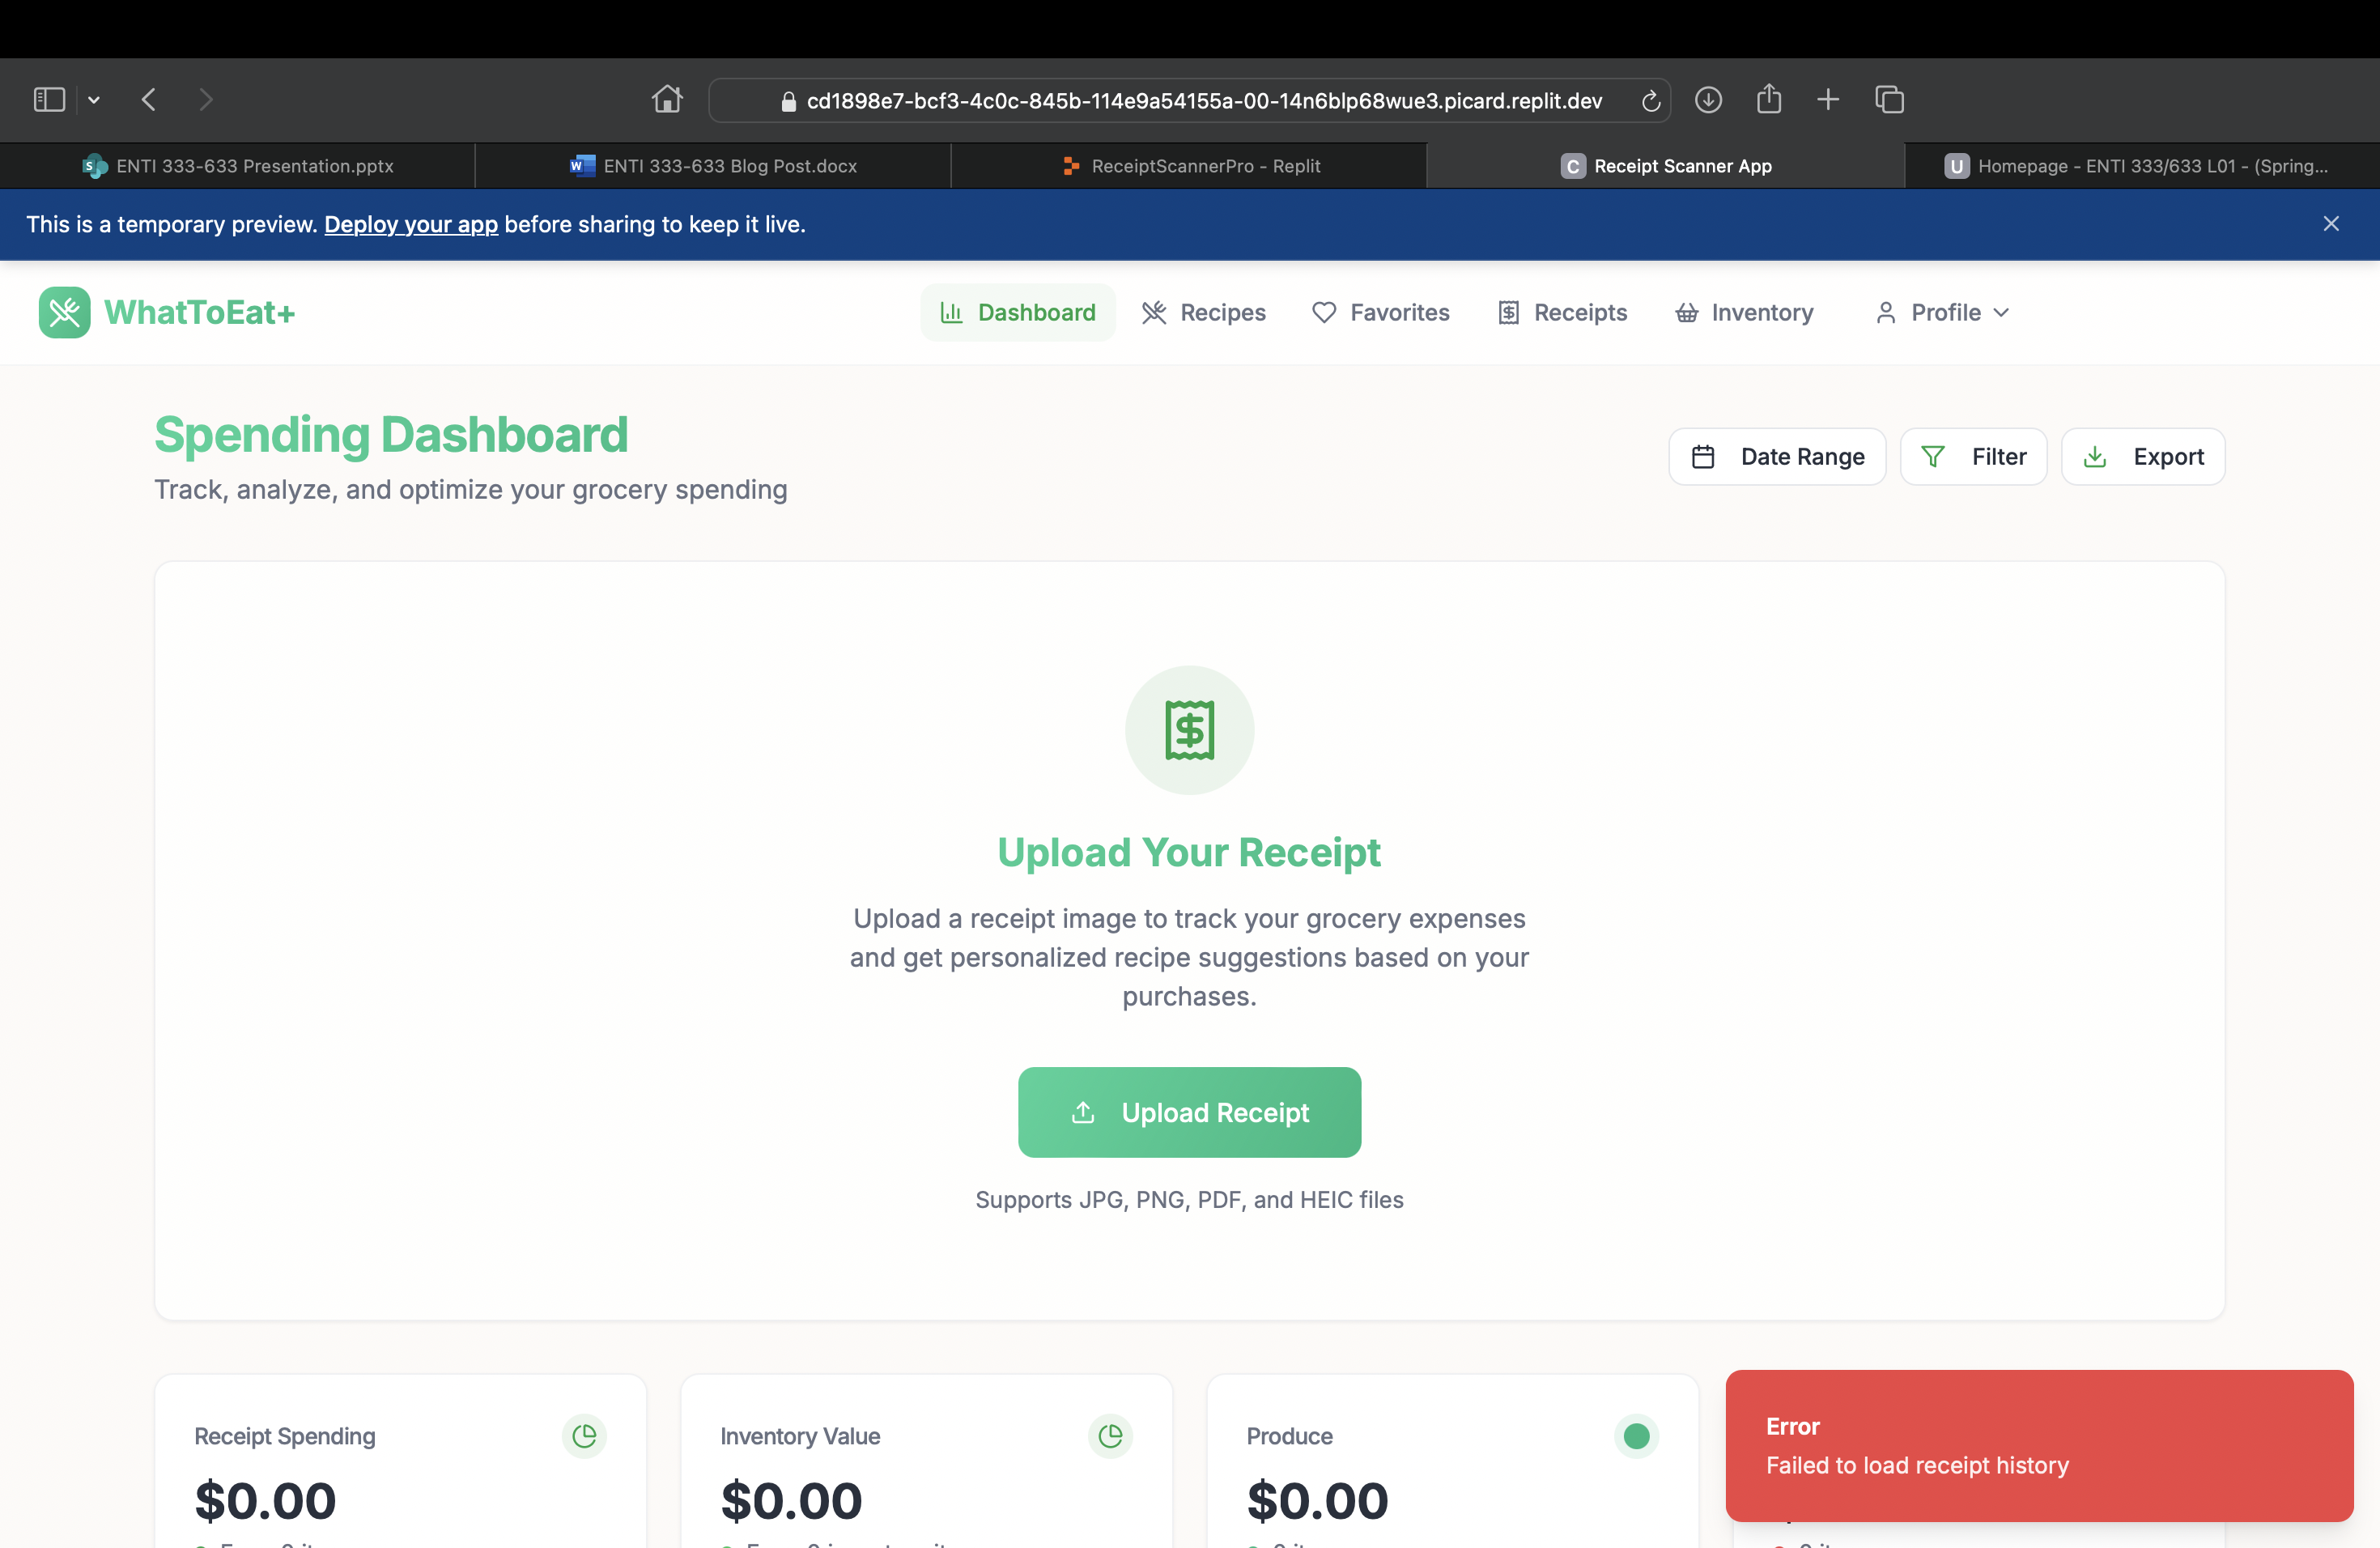 cd1898e7-bcf3-4c0c-845b-114e9a54155a-00-14n6blp68wue3.picard.replit.dev
ENTI 333-633 Presentation.pptx
ENTI 333-633 Blog Post.docx
ReceiptScannerPro - Replit
C Receipt Scanner App
U Homepage - ENTI 333/633 L01 - (Spring...
This is a temporary preview. Deploy your app before sharing to keep it live.
WhatToEat+
Dashboard
Recipes
Favorites
Receipts
Inventory
Profile
Spending Dashboard
Track, analyze, and optimize your grocery spending
Date Range
Filter
Export
Upload Your Receipt
Upload a receipt image to track your grocery expenses
and get personalized recipe suggestions based on your
purchases.
Upload Receipt
Supports JPG, PNG, PDF, and HEIC files
Receipt Spending
$0.00
Inventory Value
$0.00
Produce
$0.00
Error
Failed to load receipt history